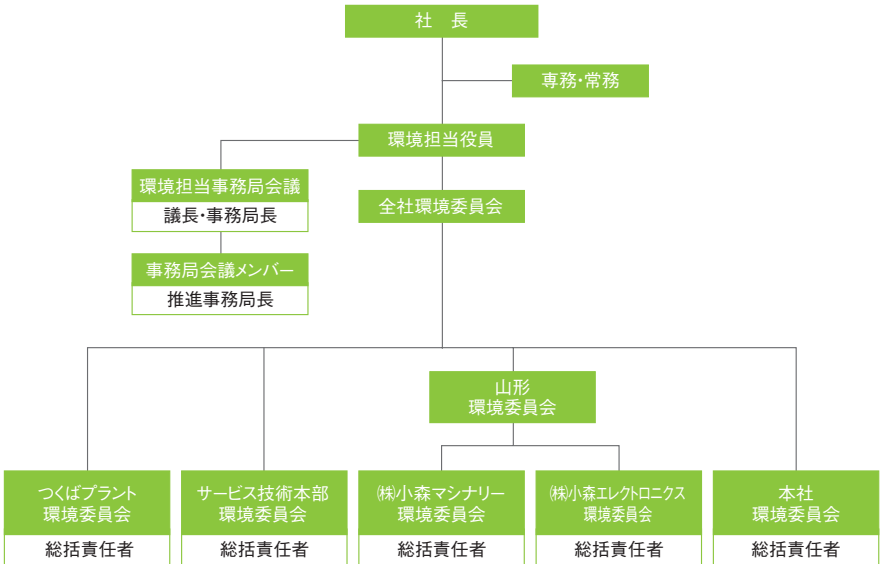 社　長
専務・常務
環境担当役員
環境担当事務局会議
議長・事務局長
全社環境委員会
事務局会議メンバー
推進事務局長
山形
環境委員会
つくばプラント
環境委員会
総括責任者
サービス技術本部
環境委員会
総括責任者
㈱小森マシナリー
環境委員会
総括責任者
㈱小森エレクトロニクス
環境委員会
総括責任者
本社
環境委員会
総括責任者